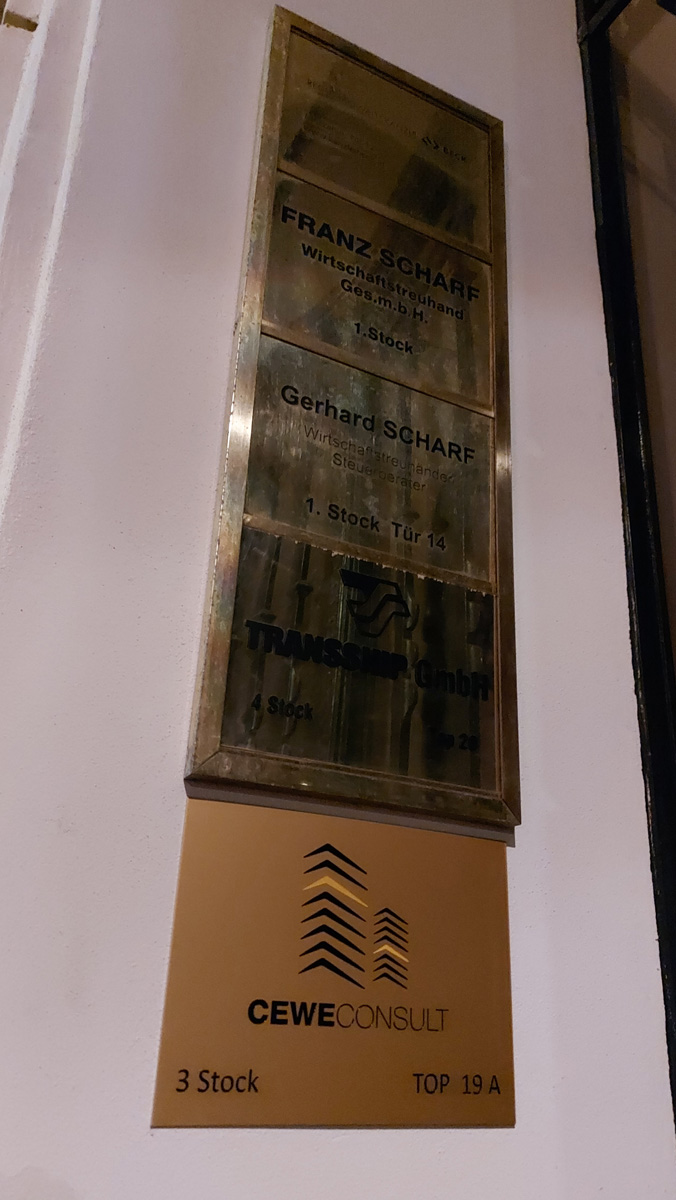 BECK
FRANZ SCHARF
Wirtschaftstreuhand
Ges.m.b.H.
1.Stock
Gerhard SCHARF
Wirtschaftstreuhänder
Steuerberater
1. Stock Tür 14
TRANSSHIP GmbH
4 Stock
CEWECONSULT
3 Stock TOP 19 A